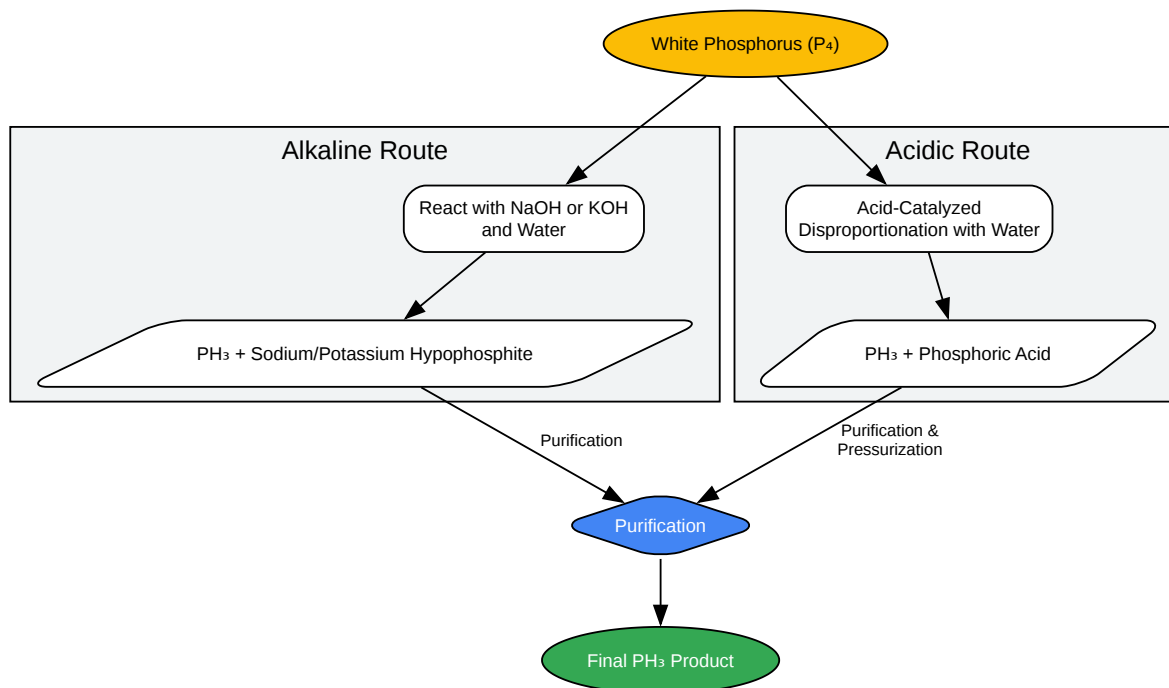 White Phosphorus (P₄)
Alkaline Route
Acidic Route
React with NaOH or KOH
and Water
Acid-Catalyzed
Disproportionation with Water
PH₃ + Sodium/Potassium Hypophosphite
PH₃ + Phosphoric Acid
Purification
Purification &
Pressurization
Purification
Final PH₃ Product